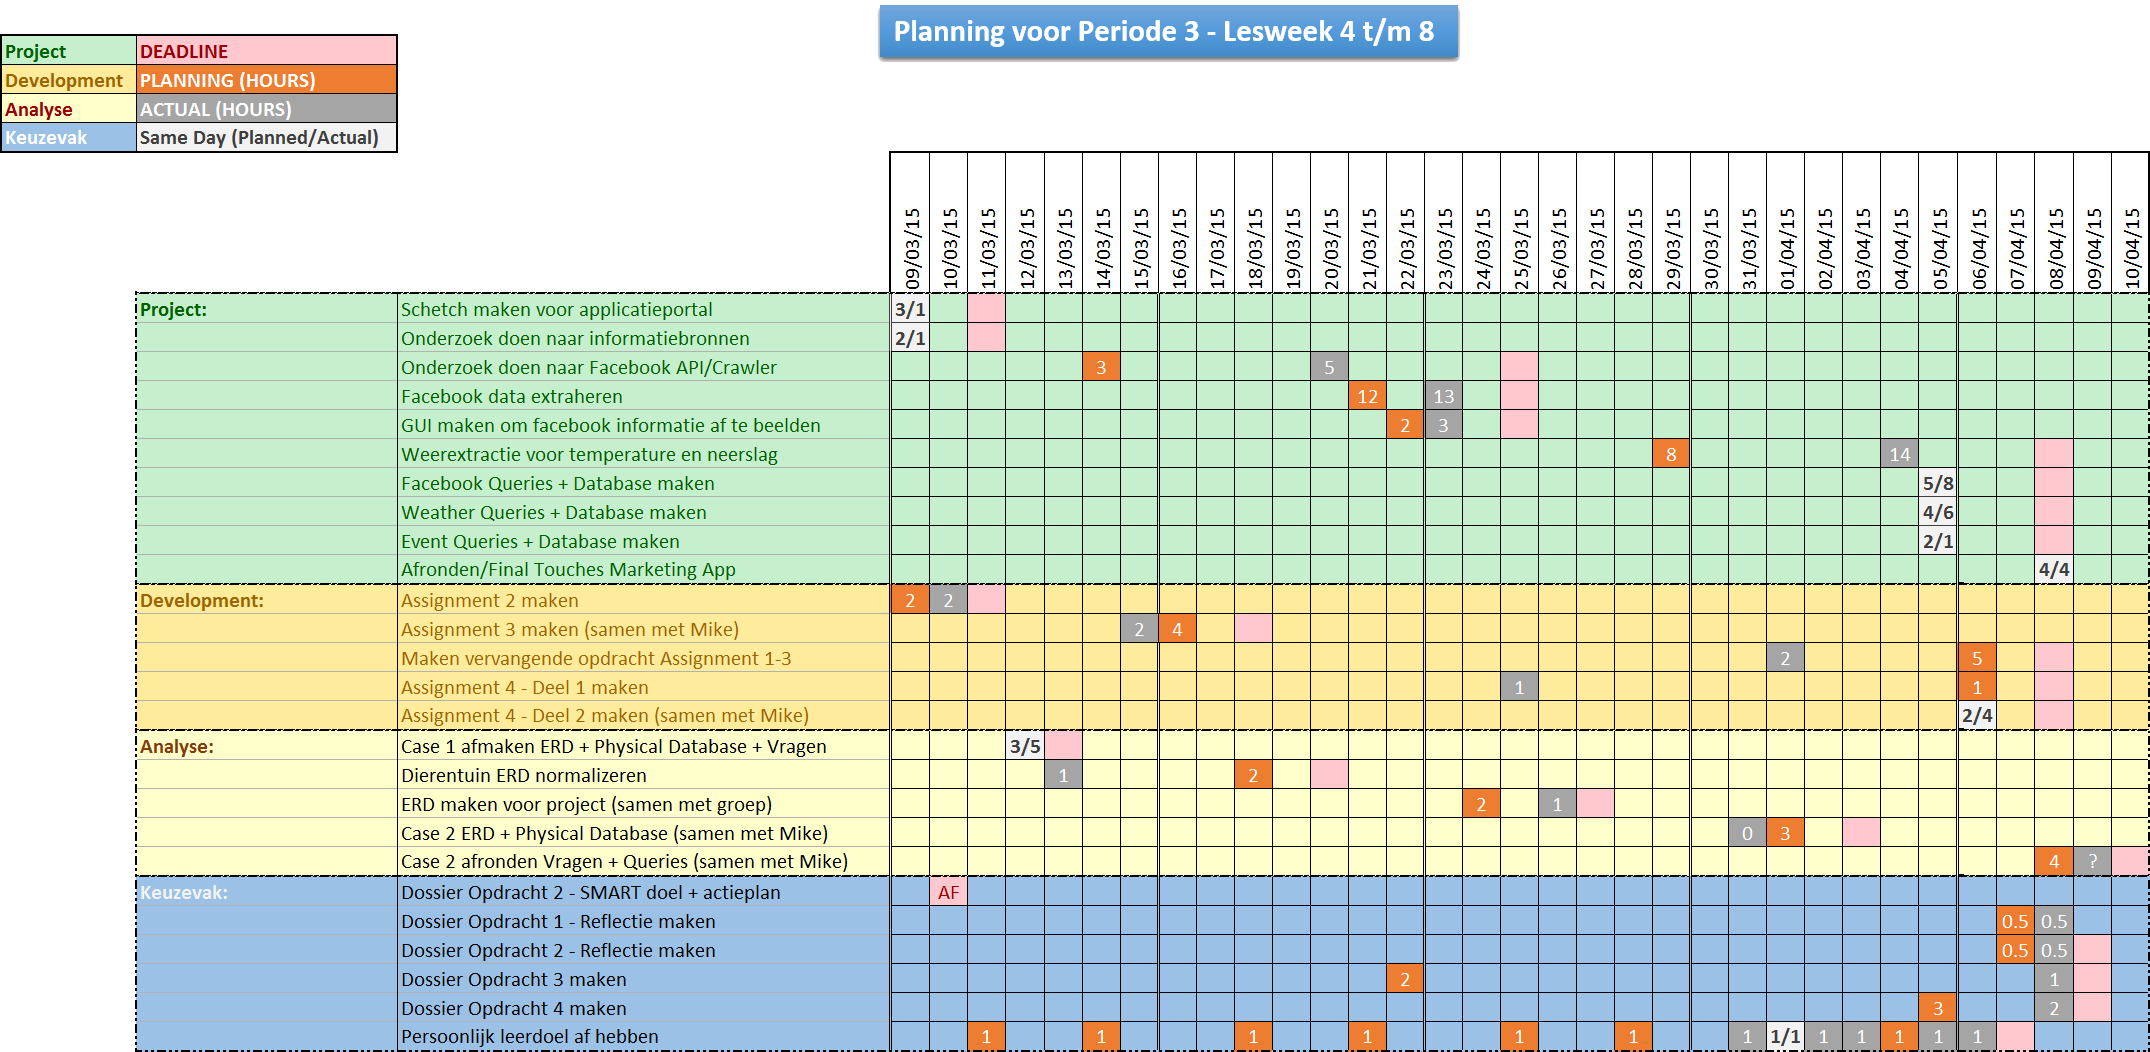 Planning voor Periode 3 - Lesweek 4 t/m 8
Project DEADLINE
Development PLANNING (HOURS)
Analyse ACTUAL (HOURS)
Keuzevak Same Day (Planned/Actual)
09/03/15 10/03/15 11/03/15 12/03/15 13/03/15 14/03/15 15/03/15 16/03/15 17/03/15 18/03/15 19/03/15 20/03/15 21/03/15 22/03/15 23/03/15 24/03/15 25/03/15 26/03/15 27/03/15 28/03/15 29/03/15 30/03/15 31/03/15 01/04/15 02/04/15 03/04/15 04/04/15 05/04/15 06/04/15 07/04/15 08/04/15 09/04/15 10/04/15
Project: Schetch maken voor applicatieportal 3/1
Onderzoek doen naar informatiebronnen 2/1
Onderzoek doen naar Facebook API/Crawler 3 5
Facebook data extraheren 12 13
GUI maken om facebook informatie af te beelden 2 3
Weerextractie voor temperature en neerslag 8 14
Facebook Queries + Database maken 5/8
Weather Queries + Database maken 4/6
Event Queries + Database maken 2/1
Afronden/Final Touches Marketing App 4/4
Development: Assignment 2 maken 2 2
Assignment 3 maken (samen met Mike) 2 4
Maken vervangende opdracht Assignment 1-3 2 5
Assignment 4 - Deel 1 maken 1 1
Assignment 4 - Deel 2 maken (samen met Mike) 2/4
Analyse: Case 1 afmaken ERD + Physical Database + Vragen 3/5
Dierentuin ERD normalizeren 1 2
ERD maken voor project (samen met groep) 2 1
Case 2 ERD + Physical Database (samen met Mike) 0 3
Case 2 afronden Vragen + Queries (samen met Mike) 4 ?
Keuzevak: Dossier Opdracht 2 - SMART doel + actieplan AF
Dossier Opdracht 1 - Reflectie maken 0.5 0.5
Dossier Opdracht 2 - Reflectie maken 0.5 0.5
Dossier Opdracht 3 maken 2 1
Dossier Opdracht 4 maken 3 2
Persoonlijk leerdoel af hebben 1 1 1 1 1 1 1 1/1 1 1 1 1 1